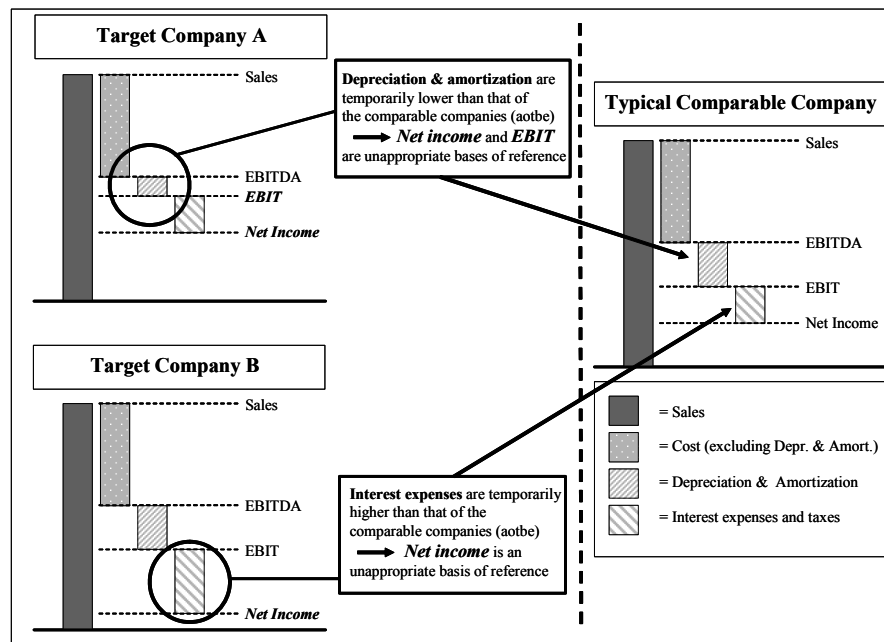 Target Company A
Sales
EBITDA
EBIT
Net Income
Depreciation & amortization are
temporarily lower than that of
the comparable companies (aotbe)
Net income and EBIT
are unappropriate bases of reference
Typical Comparable Company
Sales
EBITDA
EBIT
Net Income
Target Company B
Sales
EBITDA
EBIT
Net Income
Interest expenses are temporarily
higher than that of the
comparable companies (aotbe)
Net income is an
unappropriate basis of reference
= Sales
= Cost (excluding Depr. & Amort.)
= Depreciation & Amortization
= Interest expenses and taxes